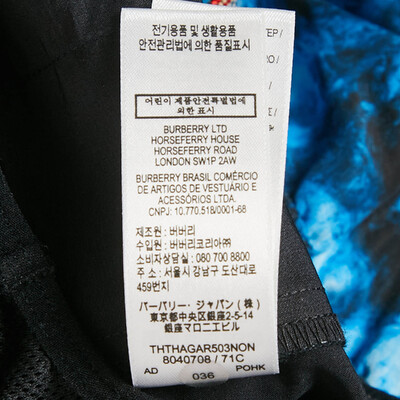 전기용품 및 생활용품
안전관리법에 의한 품질표시
어린이 제품안전특별법에
의한 표시
BURBERRY LTD
HORSEFERRY HOUSE
HORSEFERRY ROAD
LONDON SW1P 2AW
BURBERRY BRASIL COMÉRCIO
DE ARTIGOS DE VESTUÁRIO E
ACESSÓRIOS LTDA.
CNPJ: 10.770.518/0001-68
제조원 : 버버리
수입원 : 버버리코리아㈜
소비자상담실 : 080 700 8800
주 소 : 서울시 강남구 도산대로
459번지
バーバリー・ジャパン(株)
東京都中央区銀座2-5-14
銀座マロニエビル
THTHAGAR503NON
8040708 / 71C
AD 036 POHK